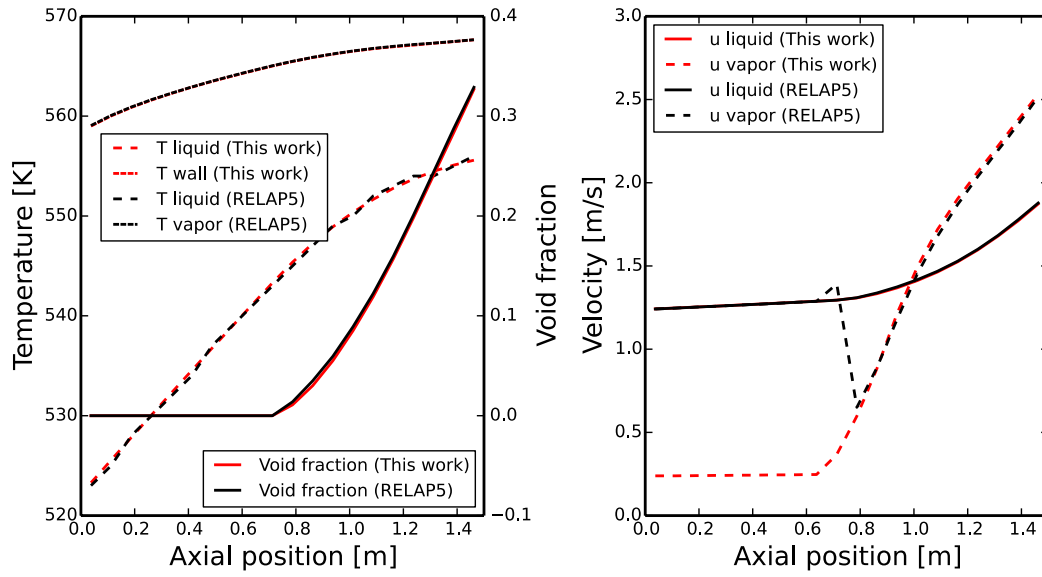 570
560
550
540
530
520
Temperature [K]
T liquid (This work)
T wall (This work)
T liquid (RELAP5)
T vapor (RELAP5)
Void fraction (This work)
Void fraction (RELAP5)
0.0 0.2 0.4 0.6 0.8 1.0 1.2 1.4
Axial position [m]
0.4
0.3
0.2
0.1
0.0
−0.1
Void fraction
3.0
2.5
2.0
1.5
1.0
0.5
0.0
Velocity [m/s]
u liquid (This work)
u vapor (This work)
u liquid (RELAP5)
u vapor (RELAP5)
0.0 0.2 0.4 0.6 0.8 1.0 1.2 1.4
Axial position [m]